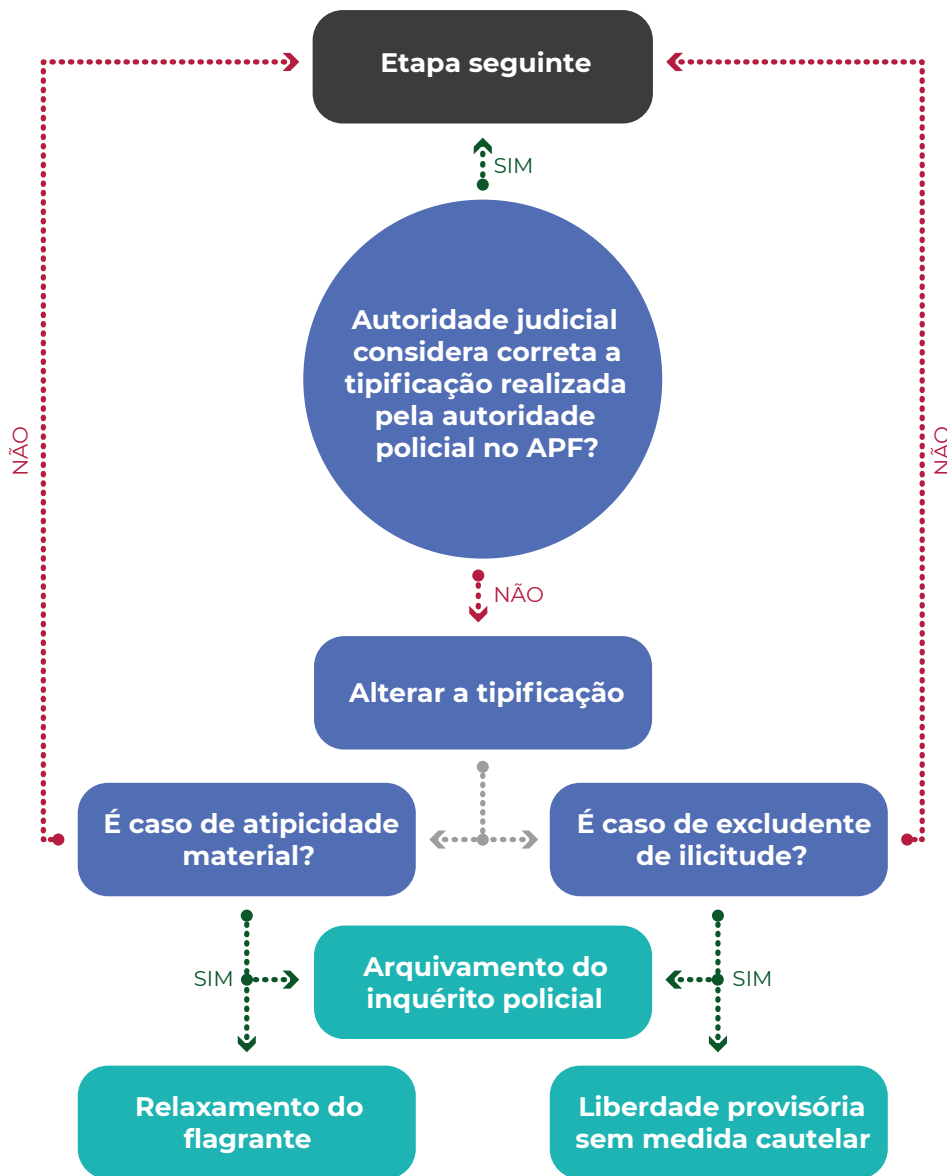 Etapa seguinte
SIM
Autoridade judicial
considera correta a
tipificação realizada
pela autoridade
policial no APF?
NÃO
NÃO
NÃO
Alterar a tipificação
É caso de atipicidade
material?
É caso de excludente
de ilicitude?
SIM
Arquivamento do
inquérito policial
SIM
Relaxamento do
flagrante
Liberdade provisória
sem medida cautelar